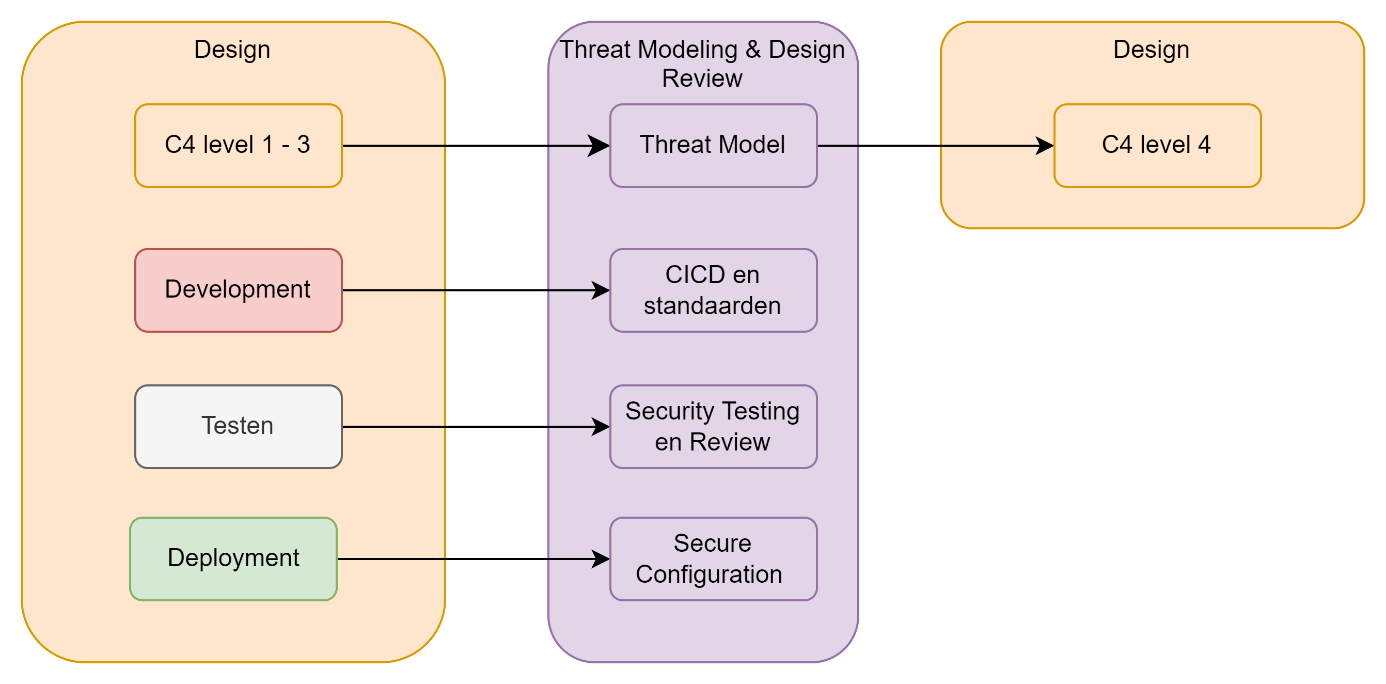 Design
Threat Modeling & Design
Review
Design
C4 level 1 - 3
Threat Model
C4 level 4
Development
CICD en
standaarden
Testen
Security Testing
en Review
Deployment
Secure
Configuration